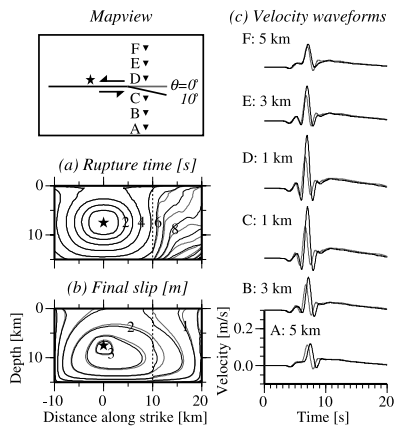 Mapview
F
E
D
C
B
A
θ=0°
10°
(a) Rupture time [s]
0
10
2
4
6
8
(b) Final slip [m]
0
10
2
1
3
Depth [km]
-10
0
10
20
Distance along strike [km]
(c) Velocity waveforms
F: 5 km
E: 3 km
D: 1 km
C: 1 km
B: 3 km
A: 5 km
0.2
0.0
Velocity [m/s]
0
10
20
Time [s]